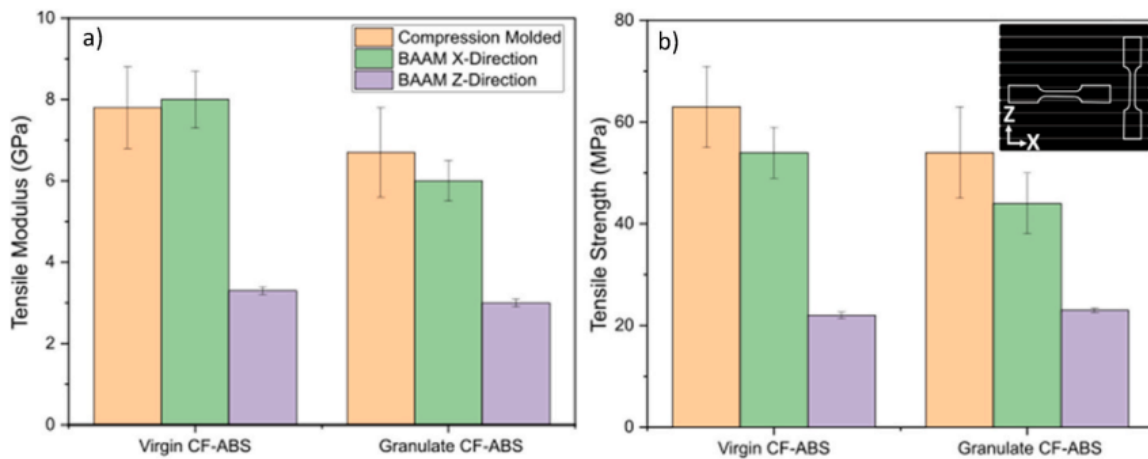 a)
Compression Molded
BAAM X-Direction
BAAM Z-Direction
Tensile Modulus (GPa)
10
8
6
4
2
0
Virgin CF-ABS
Granulate CF-ABS
b)
Z
X
Tensile Strength (MPa)
80
60
40
20
0
Virgin CF-ABS
Granulate CF-ABS